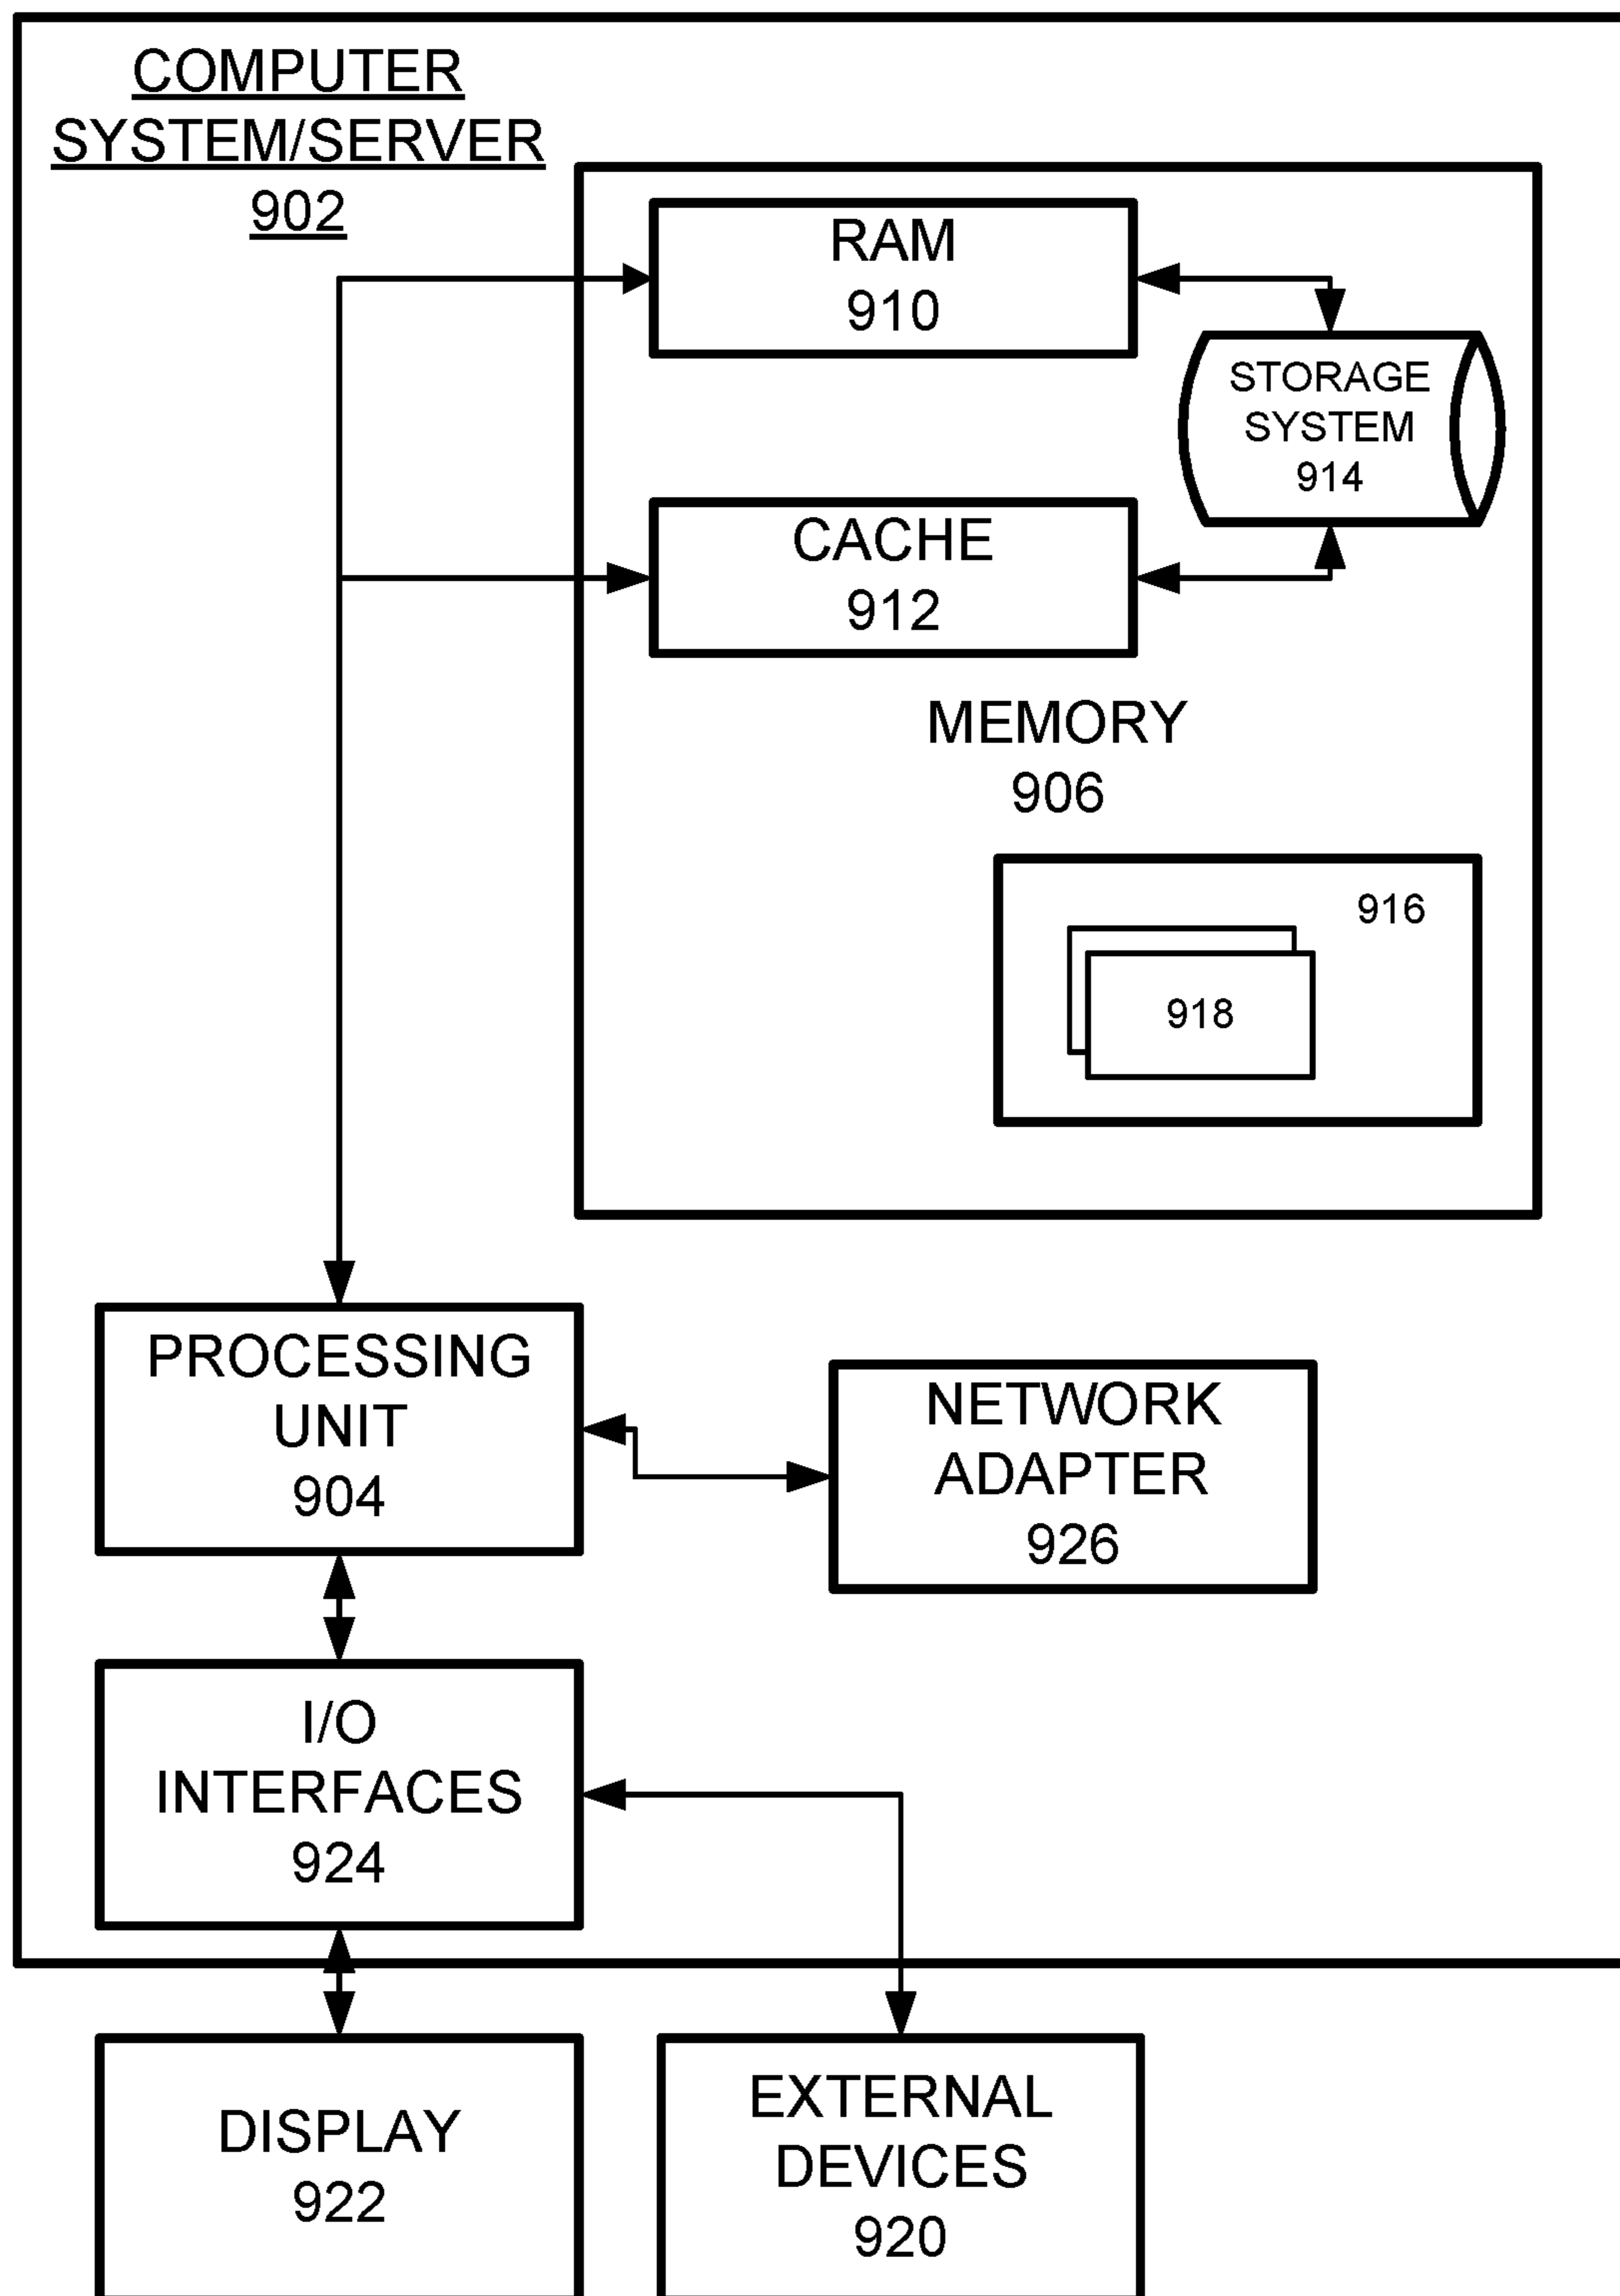 COMPUTER
SYSTEM/SERVER
902
RAM
910
STORAGE
SYSTEM
914
CACHE
912
MEMORY
906
916
918
PROCESSING
UNIT
904
NETWORK
ADAPTER
926
I/O
INTERFACES
924
DISPLAY
922
EXTERNAL
DEVICES
920